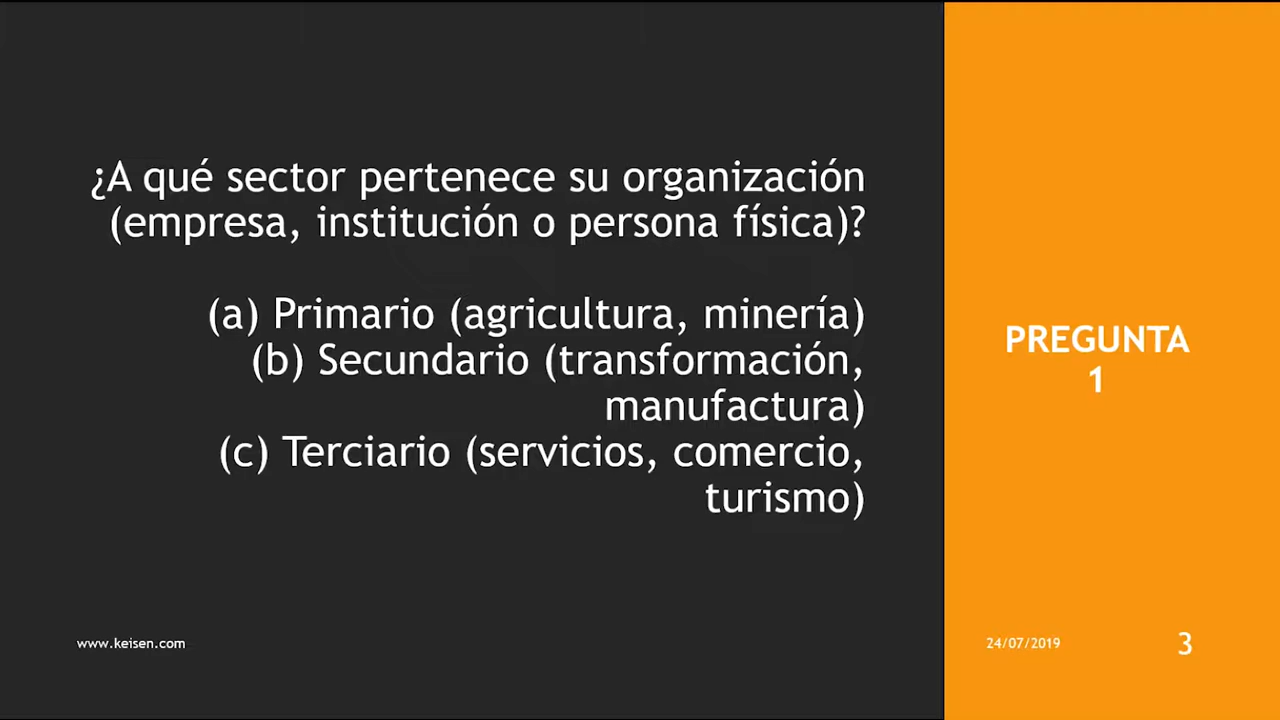 ¿A qué sector pertenece su organización
(empresa, institución o persona física)?
(a) Primario (agricultura, minería)
(b) Secundario (transformación,
manufactura)
(c) Terciario (servicios, comercio,
turismo)
PREGUNTA
1
www.keisen.com
24/07/2019
3